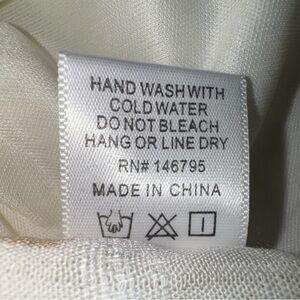 HAND WASH WITH
COLD WATER
DO NOT BLEACH
HANG OR LINE DRY
RN# 146795
MADE IN CHINA